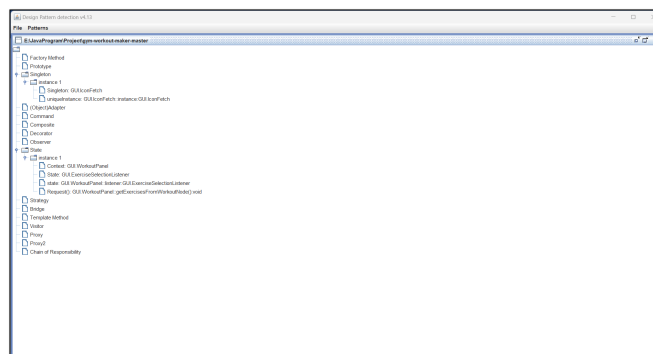 Design Pattern detection v4.13
File Patterns
E:\JavaProgram\Project\gym-workout-maker-master
Factory Method
Prototype
Singleton
instance 1
Singleton: GUI.IconFetch
uniqueInstance: GUI.IconFetch: instance:GUI.IconFetch
(Object)Adapter
Command
Composite
Decorator
Observer
State
instance 1
Context: GUI.WorkoutPanel
State: GUI.ExerciseSelectionListener
state: GUI.WorkoutPanel: listener:GUI.ExerciseSelectionListener
Request(): GUI.WorkoutPanel: getExercisesFromWorkoutNode():void
Strategy
Bridge
Template Method
Visitor
Proxy
Proxy2
Chain of Responsibility